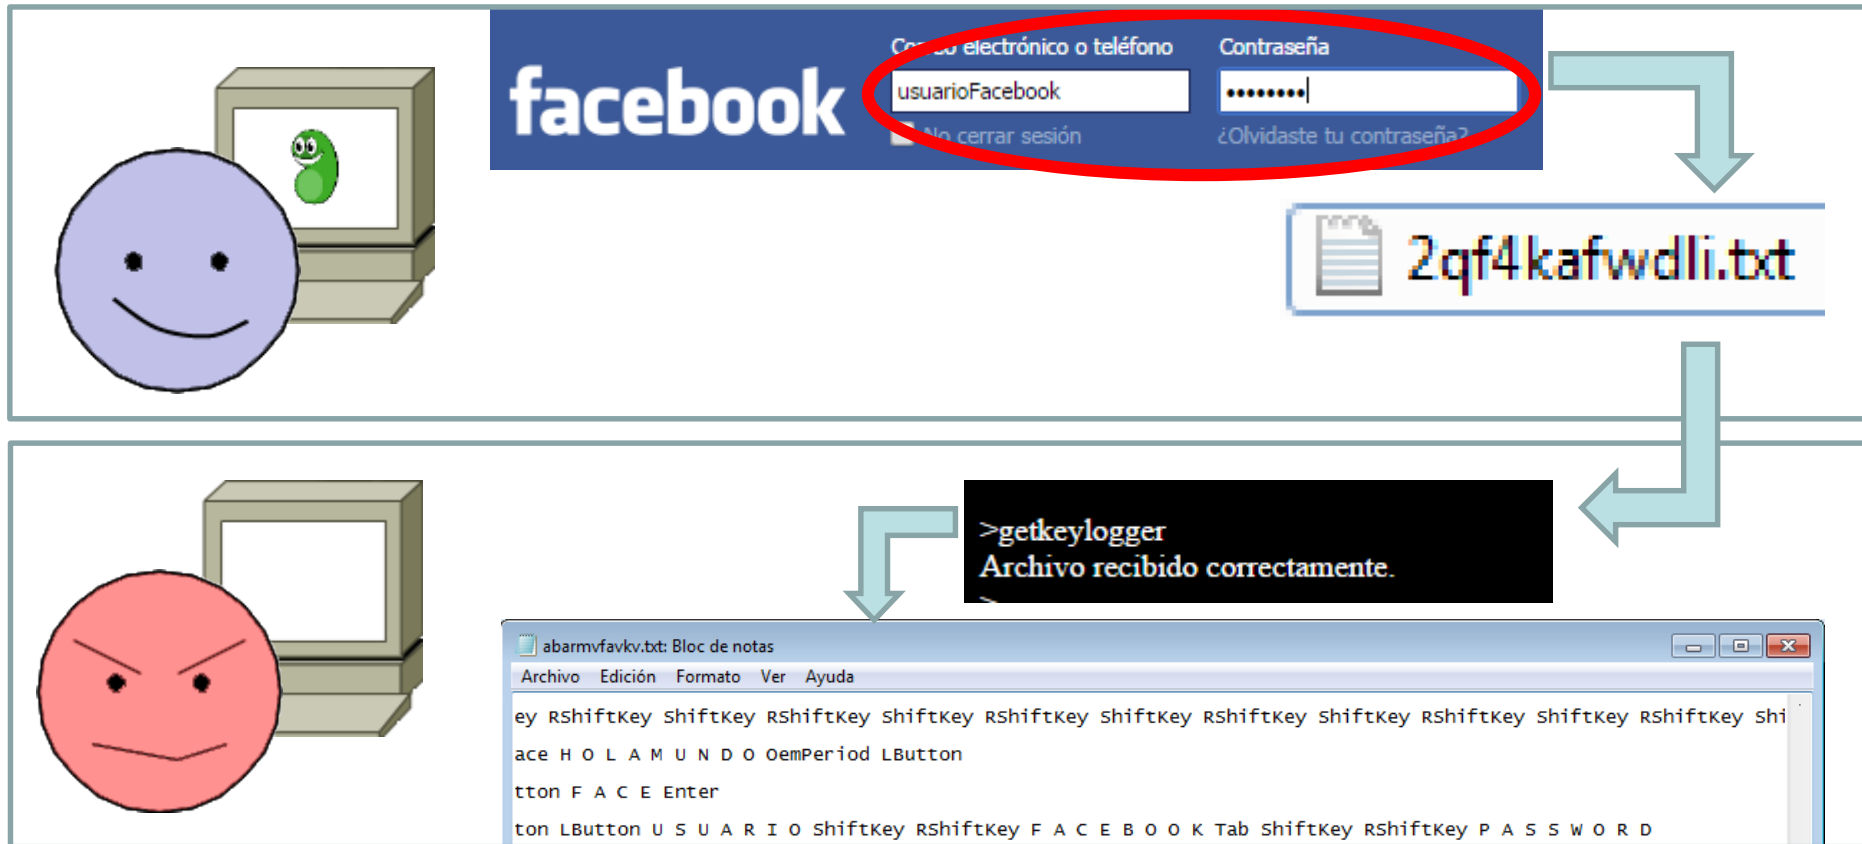 facebook
Correo electrónico o teléfono
Contraseña
usuarioFacebook
••••••••
No cerrar sesión
¿Olvidaste tu contraseña?
2qf4kafwdli.txt
>getkeylogger
Archivo recibido correctamente.
>
abarmvfavkv.txt: Bloc de notas
Archivo Edición Formato Ver Ayuda
ey RShiftKey ShiftKey RShiftKey ShiftKey RShiftKey ShiftKey RShiftKey ShiftKey RShiftKey ShiftKey RShiftKey Shi
ace H O L A M U N D O OemPeriod LButton
tton F A C E Enter
ton LButton U S U A R I O ShiftKey RShiftKey F A C E B O O K Tab ShiftKey RShiftKey P A S S W O R D